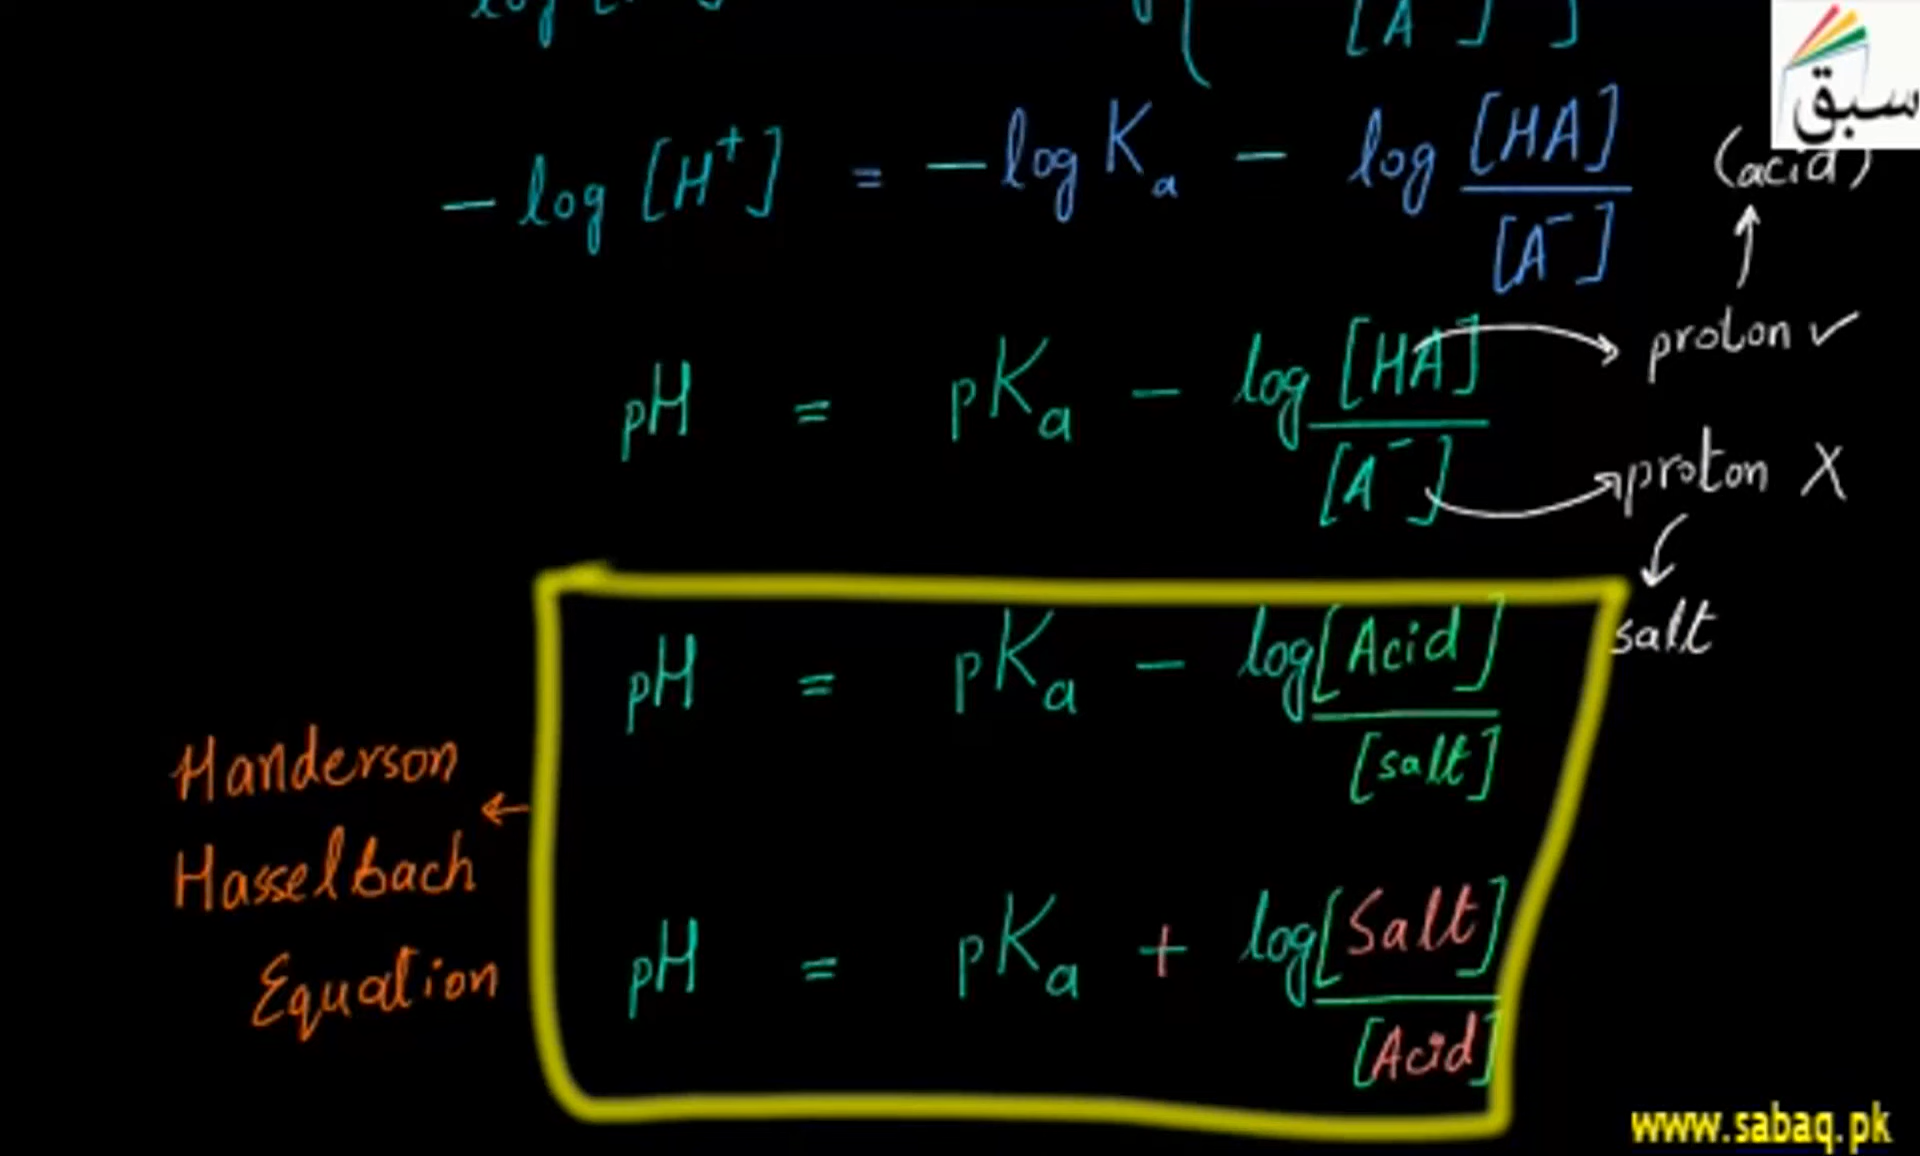 سبق
- log [H⁺] = - log Kₐ - log [HA] / [A⁻]
(acid)
pH = pKₐ - log [HA] / [A⁻]
proton ✓
proton X
salt
pH = pKₐ - log [Acid] / [salt]
Handerson
Hasselbach
Equation
pH = pKₐ + log [Salt] / [Acid]
www.sabaq.pk